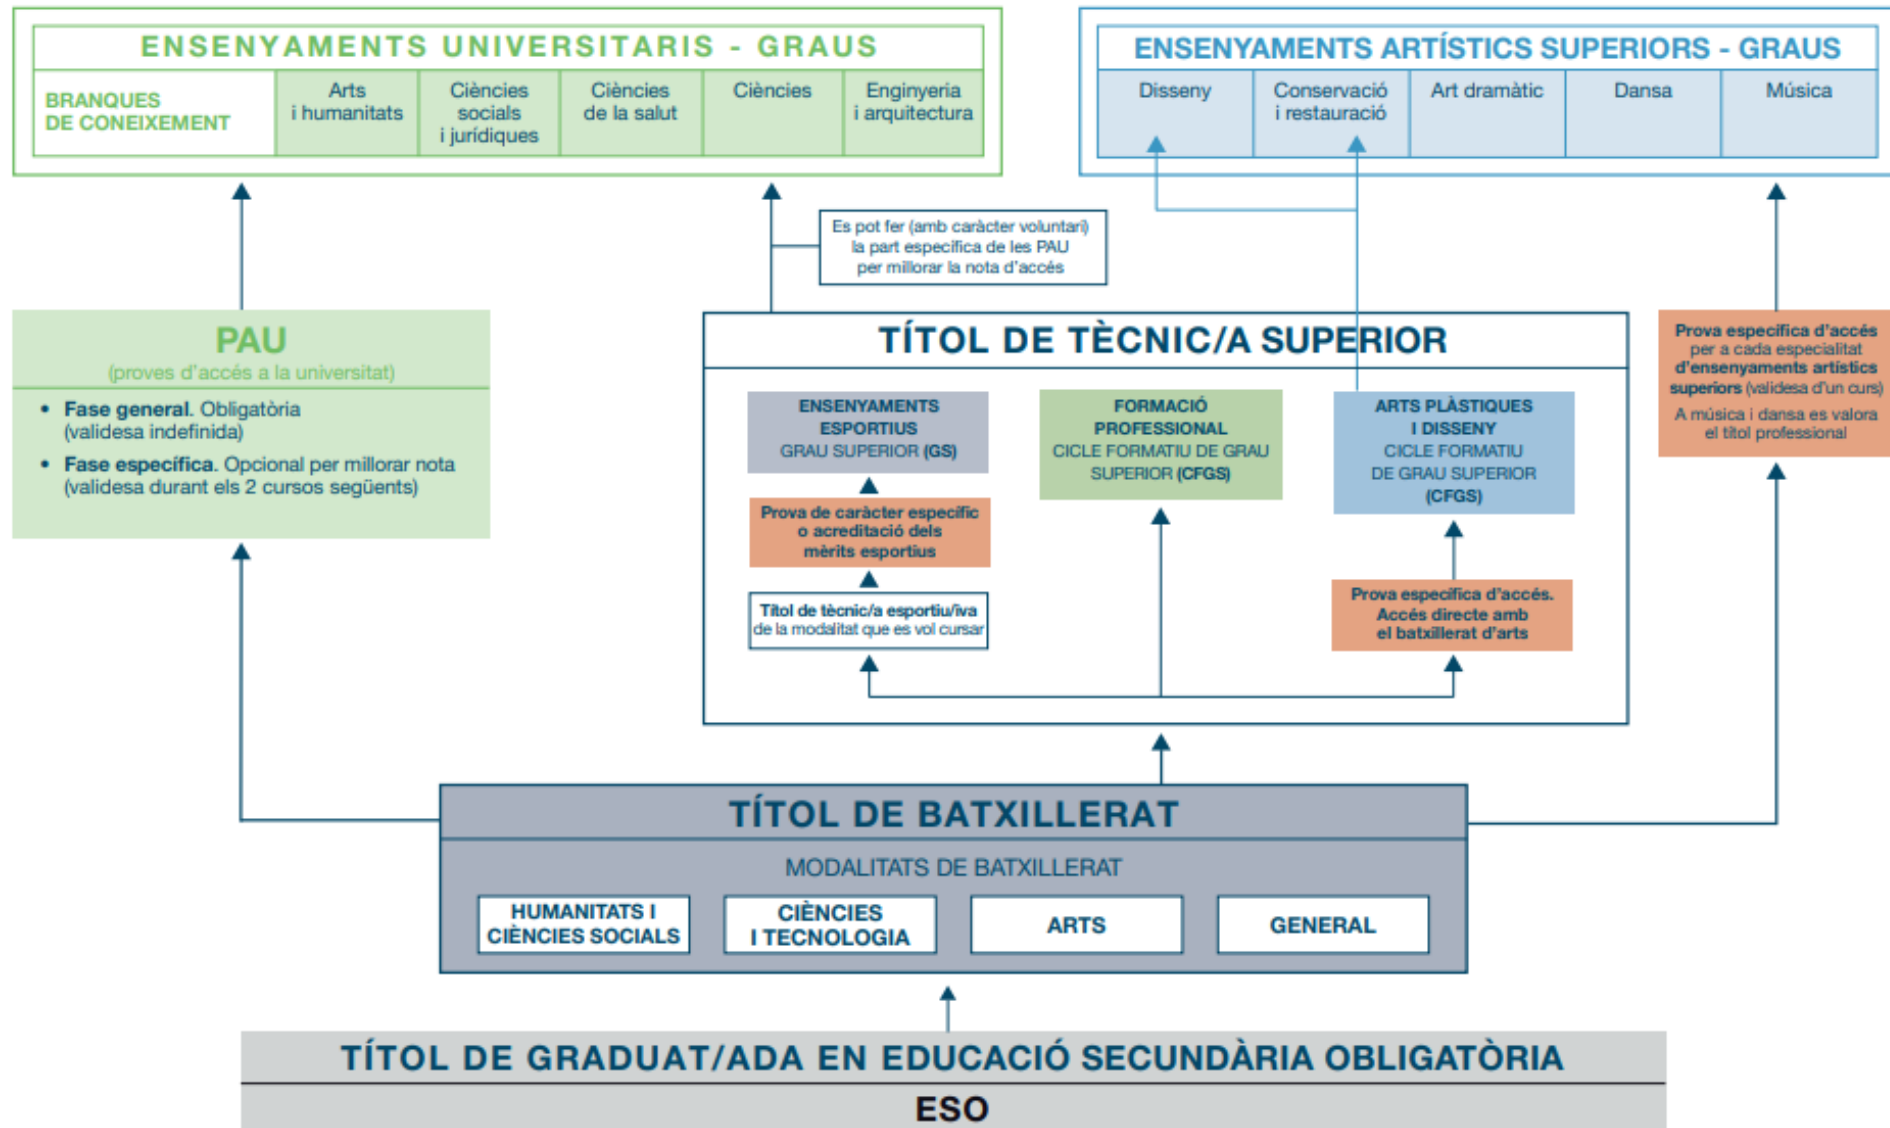 ENSENYAMENTS UNIVERSITARIS - GRAUS
BRANQUES
DE CONEIXEMENT
Arts
i humanitats
Ciències
socials
i jurídiques
Ciències
de la salut
Ciències
Enginyeria
i arquitectura
ENSENYAMENTS ARTÍSTICS SUPERIORS - GRAUS
Disseny
Conservació
i restauració
Art dramàtic
Dansa
Música
Es pot fer (amb caràcter voluntari)
la part específica de les PAU
per millorar la nota d'accés
PAU
(proves d'accés a la universitat)
• Fase general. Obligatòria
(validesa indefinida)
• Fase específica. Opcional per millorar nota
(validesa durant els 2 cursos següents)
TÍTOL DE TÈCNIC/A SUPERIOR
ENSENYAMENTS
ESPORTIUS
GRAU SUPERIOR (GS)
Prova de caràcter específic
o acreditació dels
mèrits esportius
Títol de tècnic/a esportiu/iva
de la modalitat que es vol cursar
FORMACIÓ
PROFESSIONAL
CICLE FORMATIU DE GRAU
SUPERIOR (CFGS)
ARTS PLÀSTIQUES
I DISSENY
CICLE FORMATIU
DE GRAU SUPERIOR
(CFGS)
Prova específica d'accés.
Accés directe amb
el batxillerat d'arts
Prova específica d'accés
per a cada especialitat
d'ensenyaments artístics
superiors (validesa d'un curs)
A música i dansa es valora
el títol professional
TÍTOL DE BATXILLERAT
MODALITATS DE BATXILLERAT
HUMANITATS I
CIÈNCIES SOCIALS
CIÈNCIES
I TECNOLOGIA
ARTS
GENERAL
TÍTOL DE GRADUAT/ADA EN EDUCACIÓ SECUNDÀRIA OBLIGATÒRIA
ESO